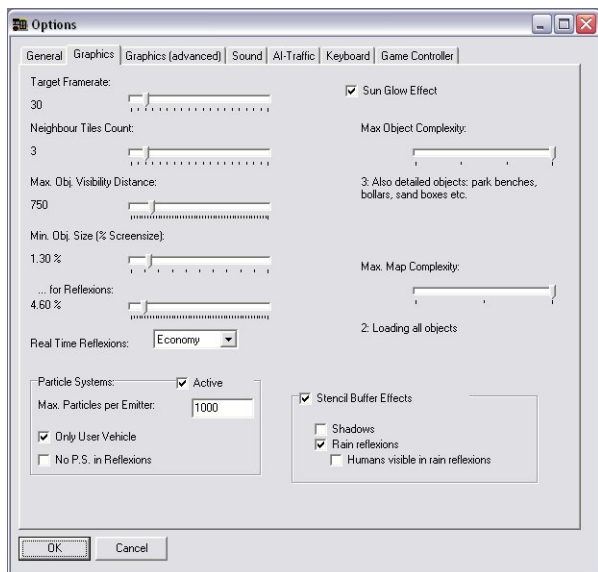 Options
General Graphics Graphics (advanced) Sound AI-Traffic Keyboard Game Controller
Target Framerate:
30
Neighbour Tiles Count:
3
Max. Obj. Visibility Distance:
750
Min. Obj. Size (% Screensize):
1.30 %
... for Reflexions:
4.60 %
Real Time Reflexions: Economy
Particle Systems: Active
Max. Particles per Emitter: 1000
Only User Vehicle
No P.S. in Reflexions
Sun Glow Effect
Max Object Complexity:
3: Also detailed objects: park benches,
bollars, sand boxes etc.
Max. Map Complexity:
2: Loading all objects
Stencil Buffer Effects
Shadows
Rain reflections
Humans visible in rain reflections
OK Cancel